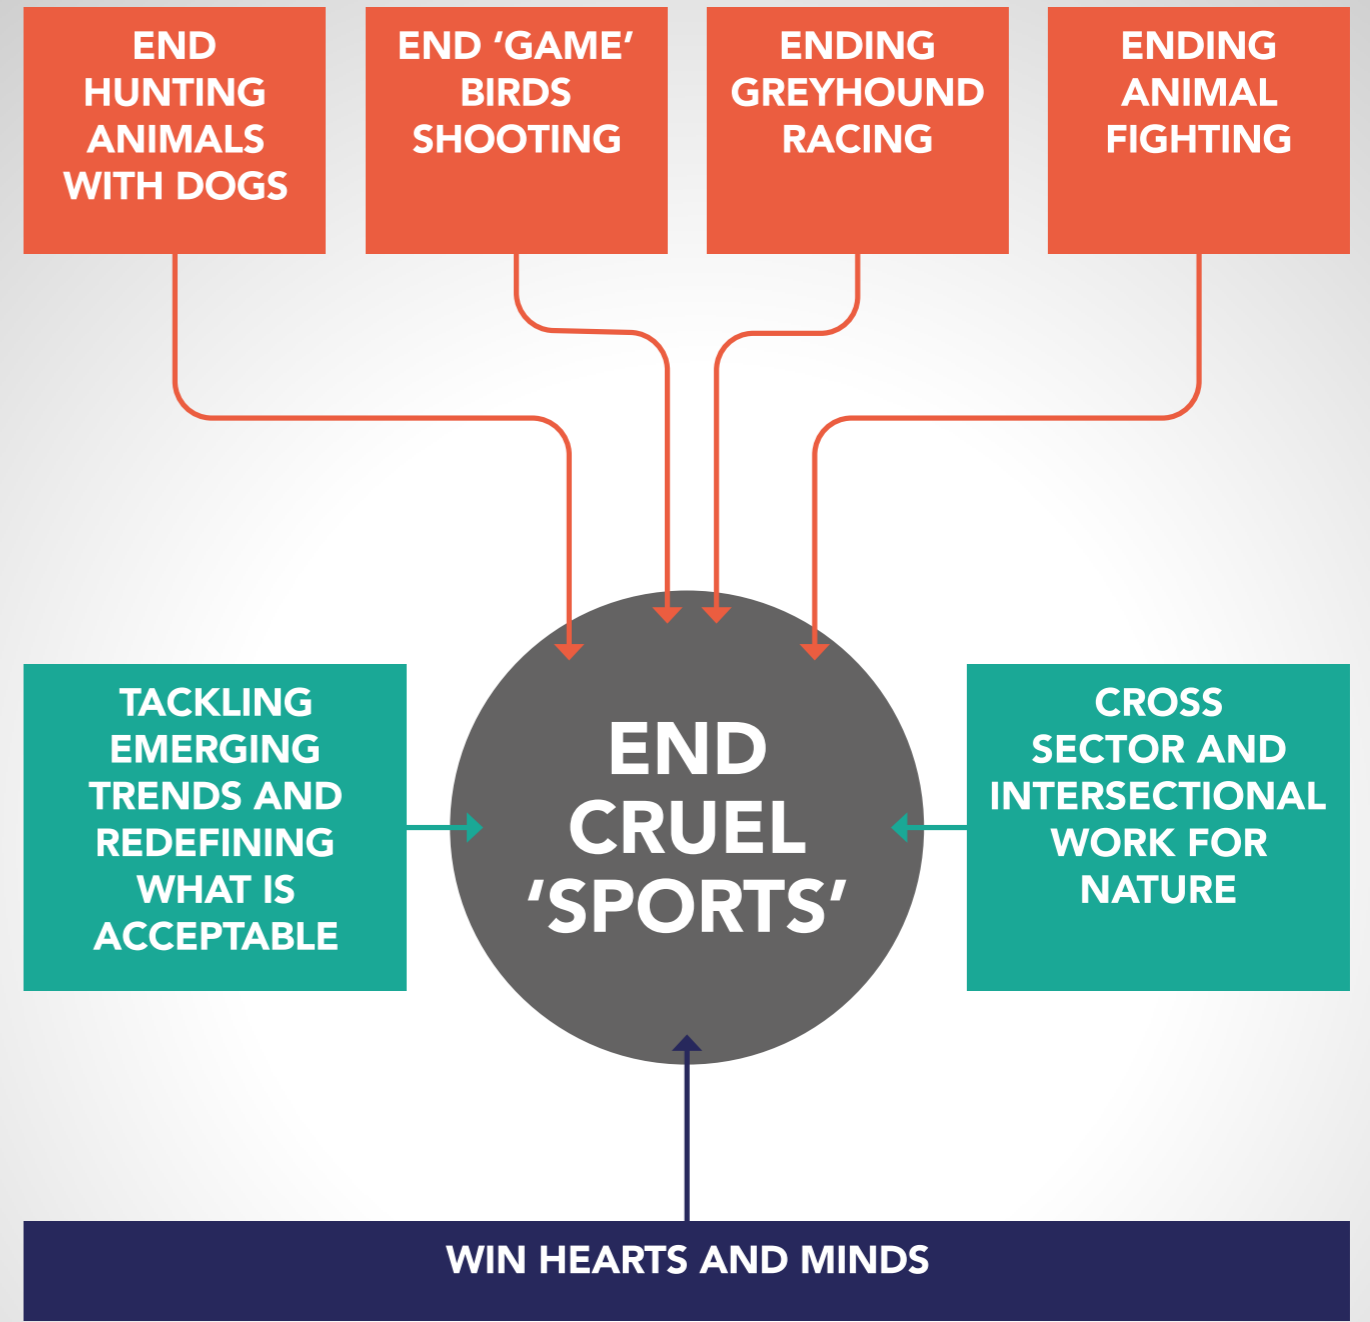 END
HUNTING
ANIMALS
WITH DOGS
END ‘GAME’
BIRDS
SHOOTING
ENDING
GREYHOUND
RACING
ENDING
ANIMAL
FIGHTING
TACKLING
EMERGING
TRENDS AND
REDEFINING
WHAT IS
ACCEPTABLE
END
CRUEL
‘SPORTS’
CROSS
SECTOR AND
INTERSECTIONAL
WORK FOR
NATURE
WIN HEARTS AND MINDS